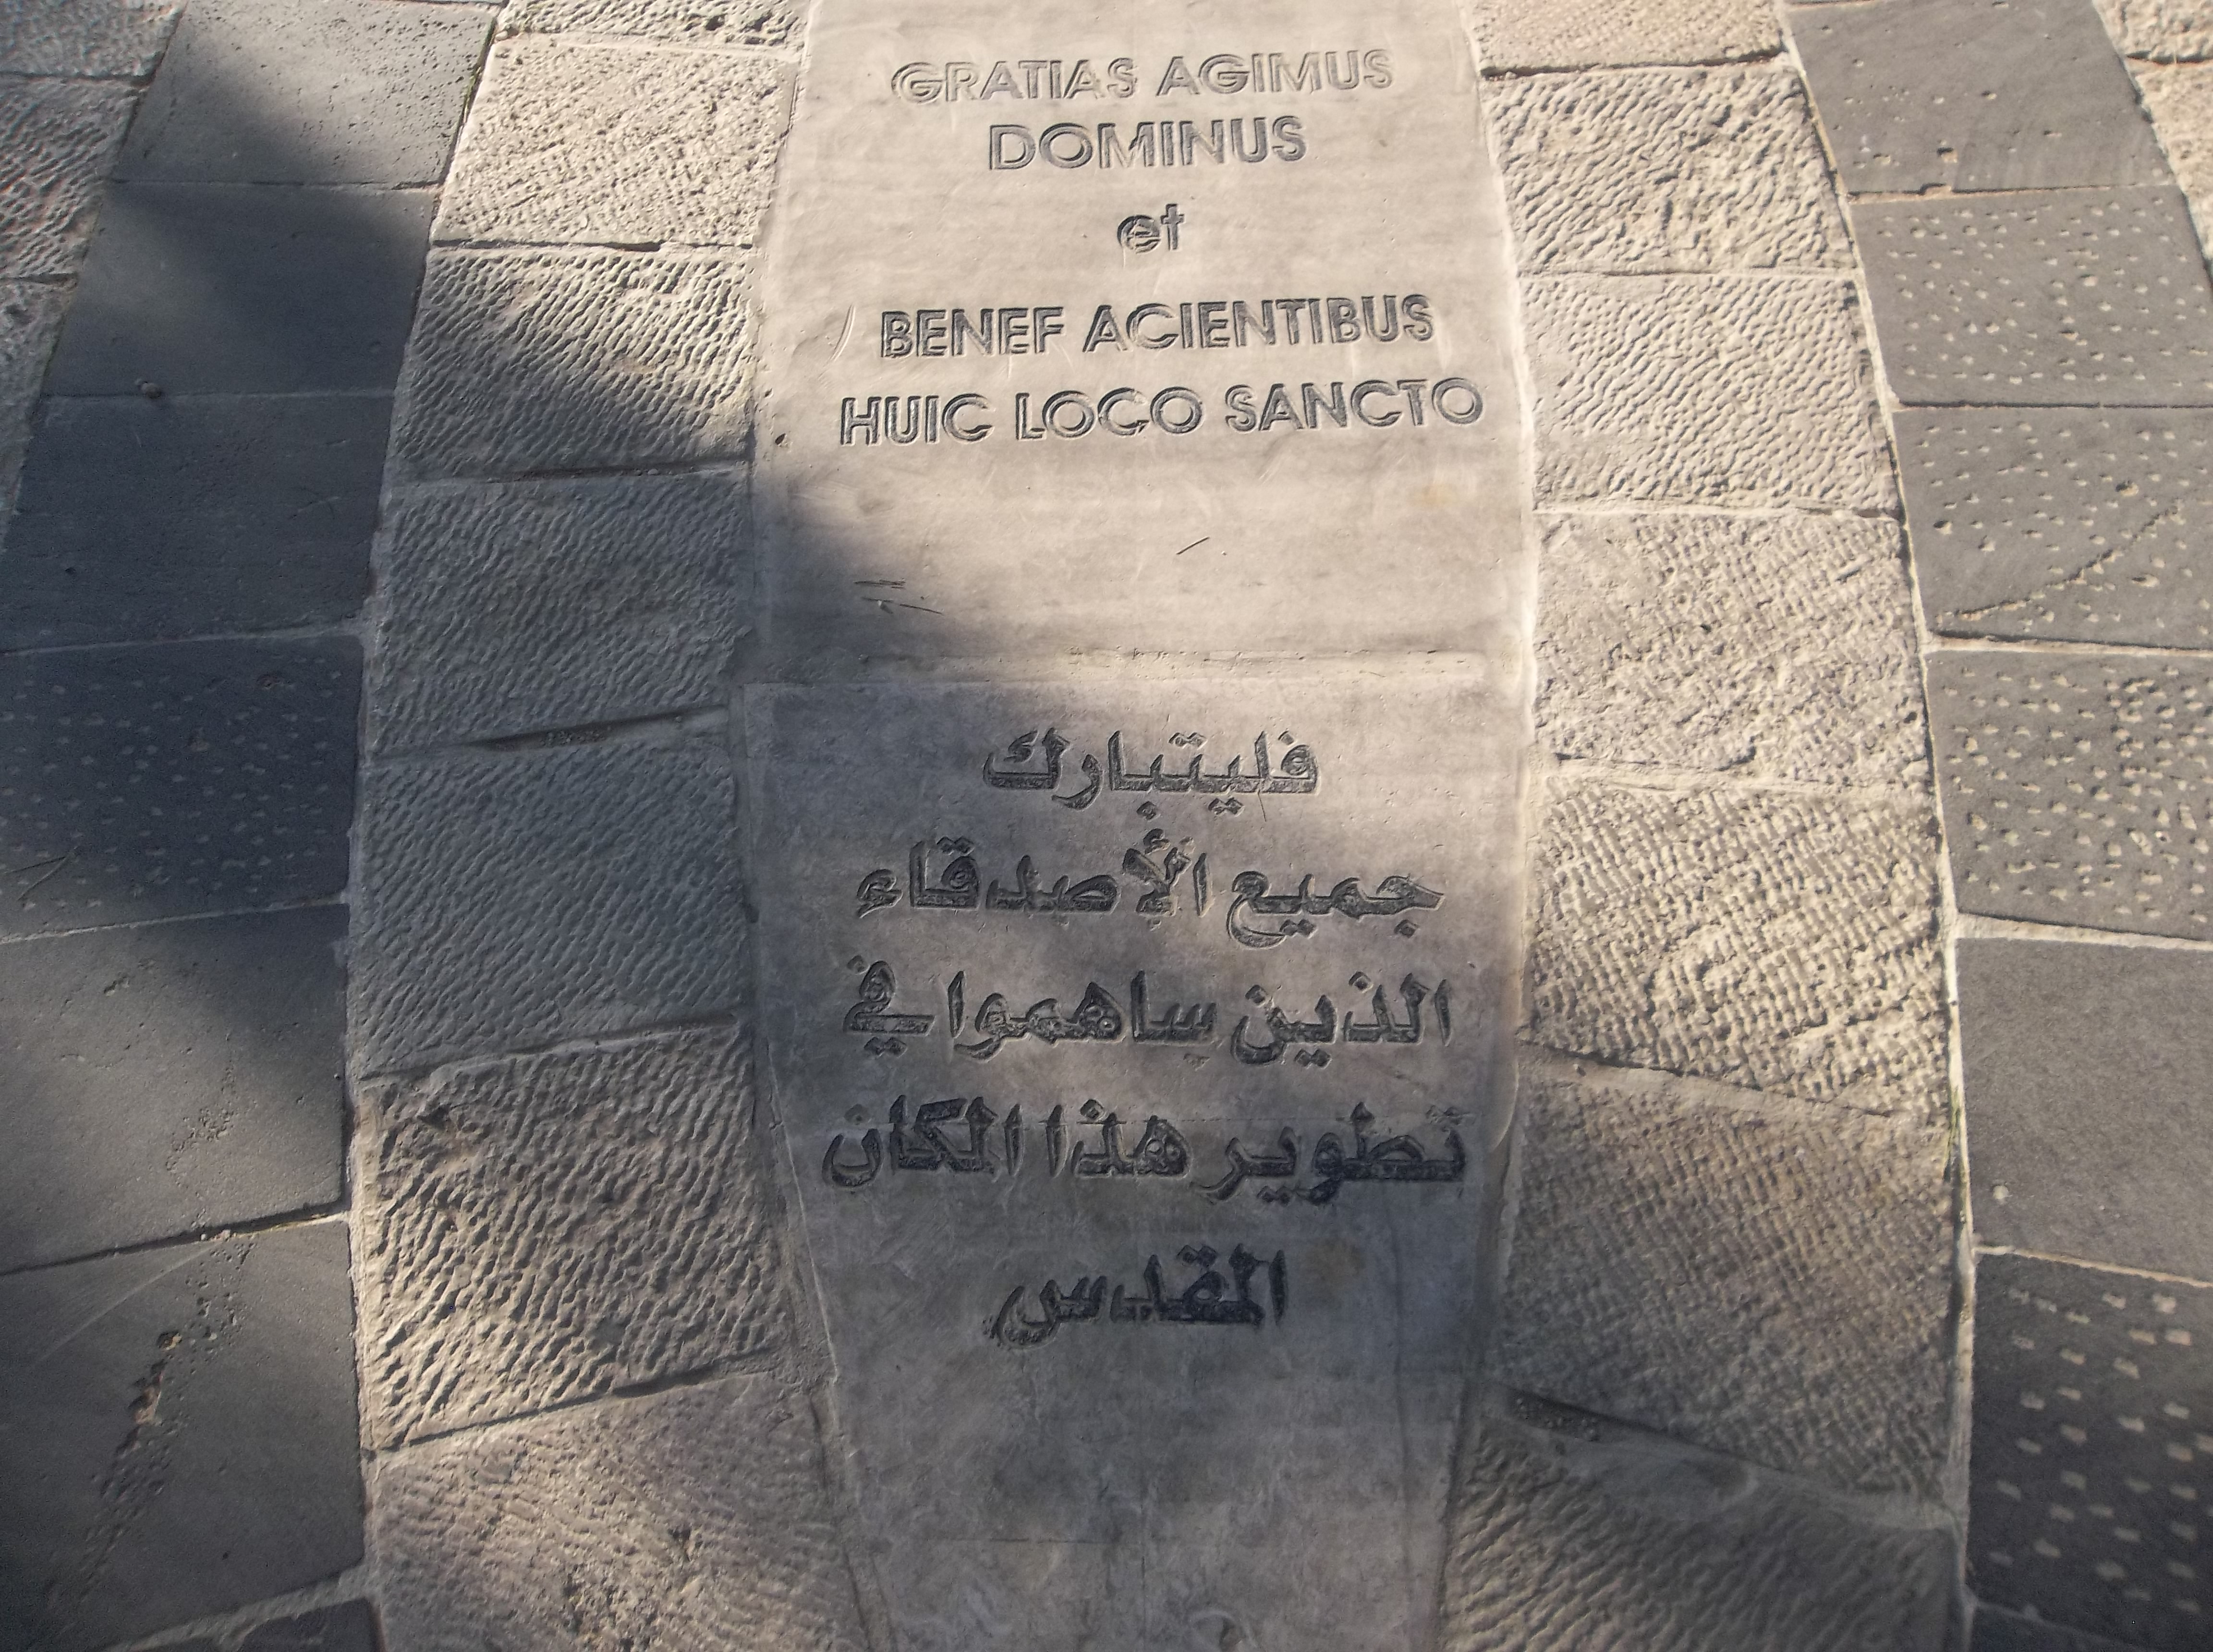 GRATIAS AGIMUS
DOMINUS
et
BENEF ACIENTIBUS
HUIC LOCO SANCTO
فليتبارك
جميع الأصدقاء
الذين ساهموا في
تطوير هذا المكان
المقدس